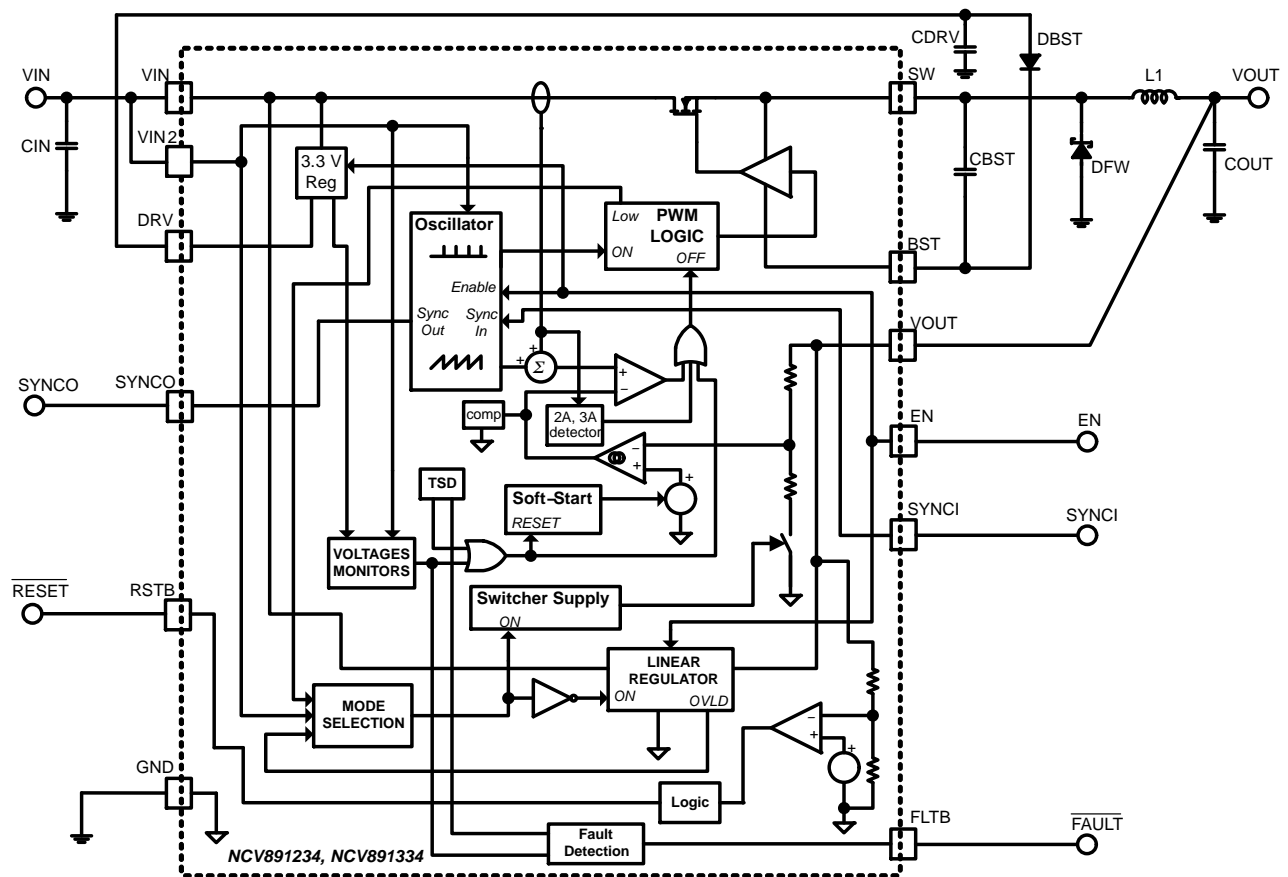 CDRV
DBST
VIN
VIN
SW
L1
VOUT
CIN
VIN2
3.3 V
Reg
CBST
DFW
COUT
DRV
Oscillator
Low
PWM
LOGIC
ON
OFF
BST
Enable
Sync
Out
Sync
In
VOUT
+
+
Σ
+
−
SYNCO
SYNCO
comp
2A, 3A
detector
EN
EN
−
+
+
TSD
Soft−Start
RESET
SYNCI
SYNCI
VOLTAGES
MONITORS
RESET
RSTB
Switcher Supply
ON
LINEAR
REGULATOR
ON
OVLD
MODE
SELECTION
−
+
+
GND
Logic
Fault
Detection
FLTB
FAULT
NCV891234, NCV891334